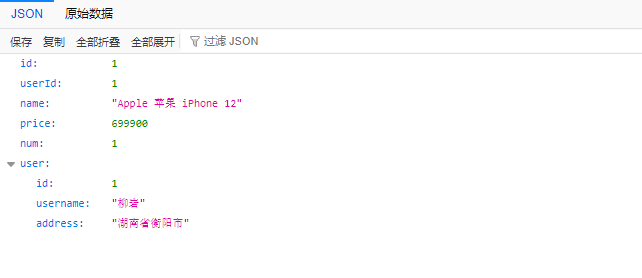 JSON 原始数据
保存 复制 全部折叠 全部展开 过滤 JSON
id: 1
userId: 1
name: "Apple 苹果 iPhone 12"
price: 699900
num: 1
user:
id: 1
username: "柳岩"
address: "湖南省衡阳市"